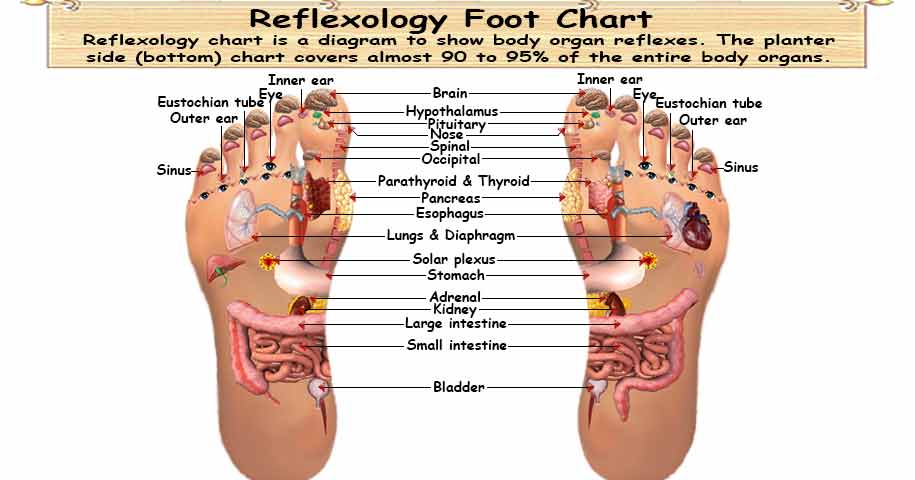 Reflexology Foot Chart
Reflexology chart is a diagram to show body organ reflexes. The planter
side (bottom) chart covers almost 90 to 95% of the entire body organs.
Inner ear
Eye
Eustochian tube
Outer ear
Sinus
Brain
Hypothalamus
Pituitary
Nose
Spinal
Occipital
Parathyroid & Thyroid
Pancreas
Esophagus
Lungs & Diaphragm
Solar plexus
Stomach
Adrenal
Kidney
Large intestine
Small intestine
Bladder
Inner ear
Eye
Eustochian tube
Outer ear
Sinus